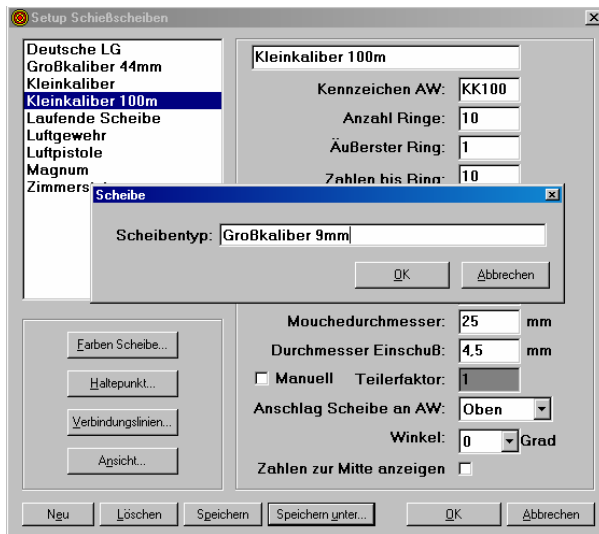 Setup Schießscheiben
Deutsche LG
Großkaliber 44mm
Kleinkaliber
Kleinkaliber 100m
Laufende Scheibe
Luftgewehr
Luftpistole
Magnum
Kleinkaliber 100m
Kennzeichen AW: KK100
Anzahl Ringe: 10
Äußerster Ring: 1
Zahlen bis Ring: 10
Scheibe
Scheibentyp: Großkaliber 9mm
OK Abbrechen
Mouchedurchmesser: 25 mm
Durchmesser Einschuß: 4,5 mm
Manuell Teilerfaktor: 1
Anschlag Scheibe an AW: Oben
Winkel: 0 Grad
Zahlen zur Mitte anzeigen
Farben Scheibe...
Haltepunkt...
Verbindungslinien...
Ansicht...
Neu Löschen Speichern Speichern unter... OK Abbrechen